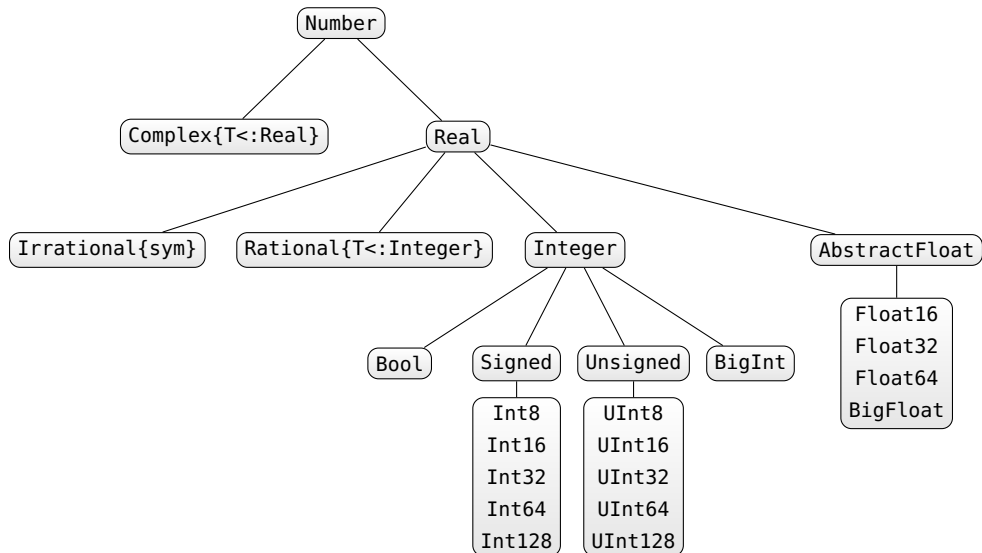 Number
Complex{T<:Real}
Real
Irrational{sym}
Rational{T<:Integer}
Integer
AbstractFloat
Float16
Float32
Float64
BigFloat
Bool
Signed
Unsigned
BigInt
Int8
Int16
Int32
Int64
Int128
UInt8
UInt16
UInt32
UInt64
UInt128